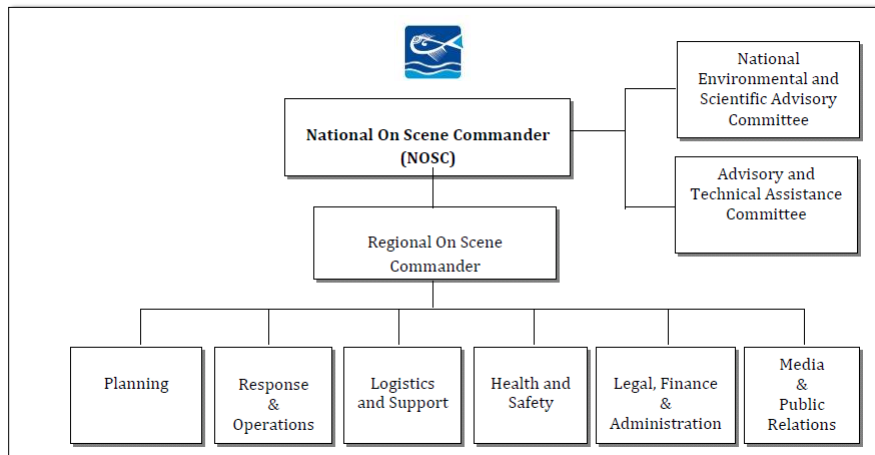 National
Environmental and
Scientific Advisory
Committee
National On Scene Commander
(NOSC)
Advisory and
Technical Assistance
Committee
Regional On Scene
Commander
Planning
Response
&
Operations
Logistics
and Support
Health and
Safety
Legal, Finance
&
Administration
Media
&
Public
Relations